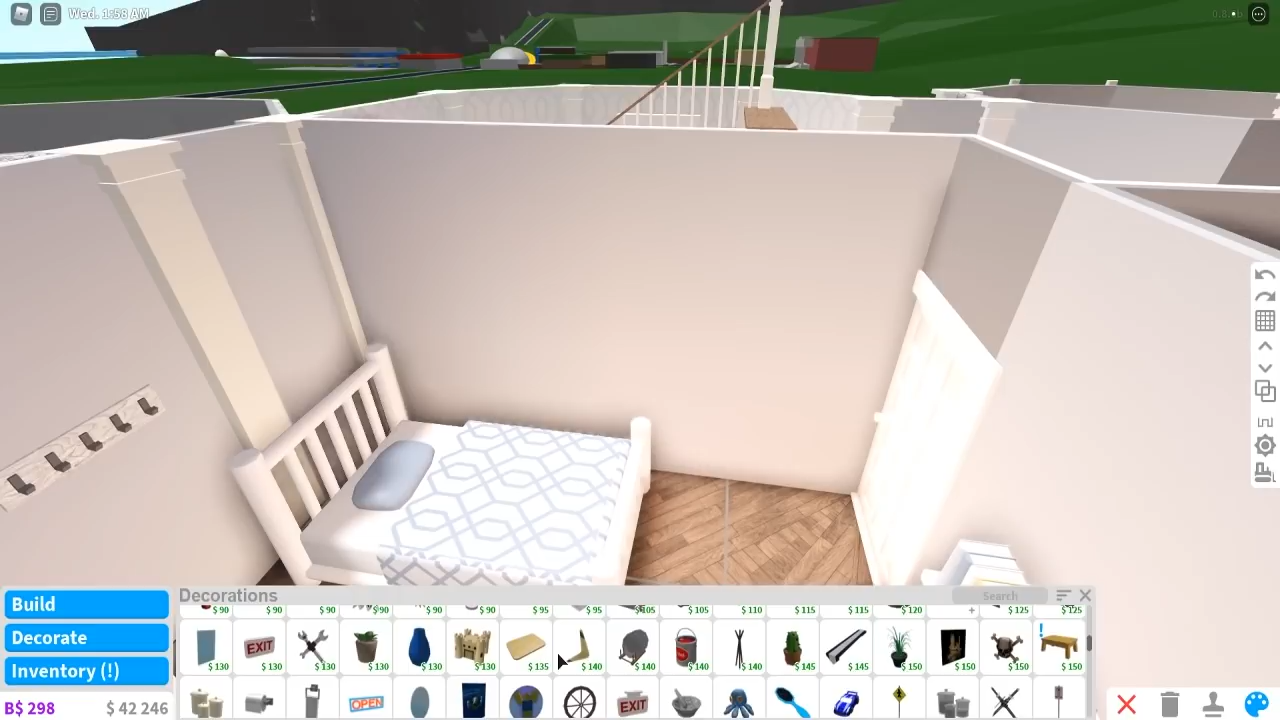 Wed. 1:58 AM
Build
Decorate
Inventory (!)
B$ 298
$ 42 246
Decorations
Search
$ 90 $ 90 $ 90 $ 90 $ 90 $ 90 $ 95 $ 95 $ 105 $ 105 $ 110 $ 115 $ 115 $ 120 $ 125 $ 125
EXIT
$ 130 $ 130 $ 130 $ 130 $ 130 $ 130 $ 135 $ 140 $ 140 $ 140 $ 140 $ 145 $ 145 $ 150 $ 150 $ 150 $ 150
OPEN EXIT